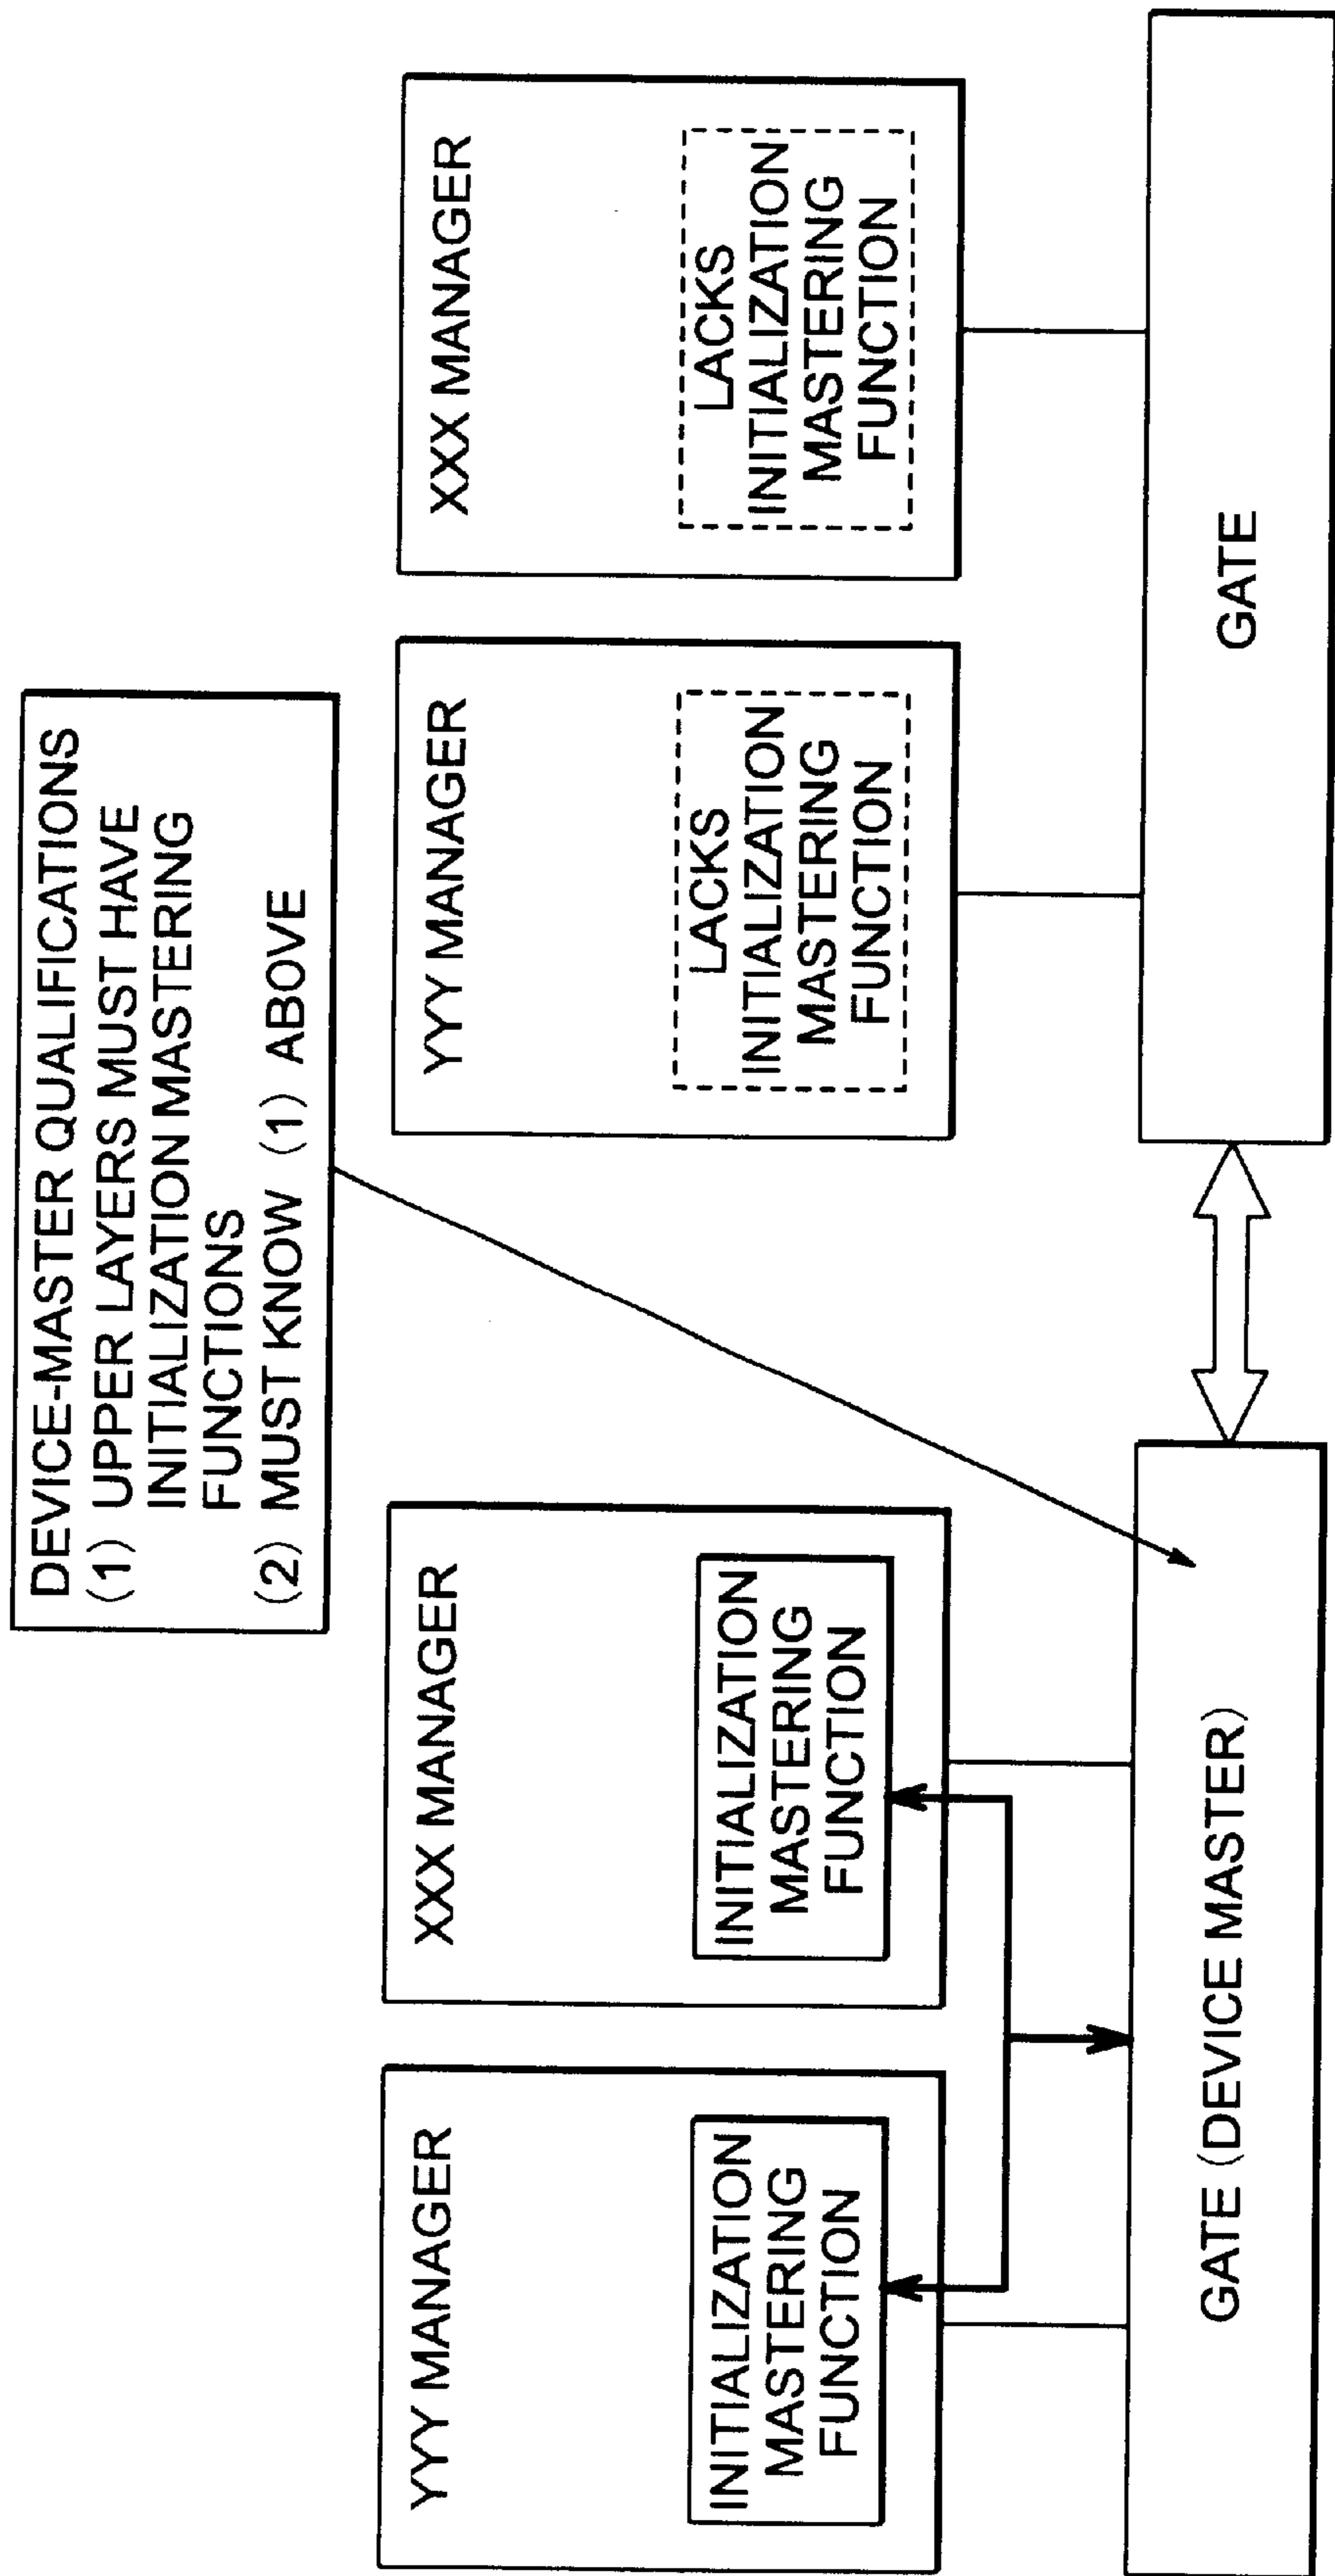 DEVICE-MASTER QUALIFICATIONS
(1) UPPER LAYERS MUST HAVE
INITIALIZATION MASTERING
FUNCTIONS
(2) MUST KNOW (1) ABOVE
YYY MANAGER
INITIALIZATION
MASTERING
FUNCTION
XXX MANAGER
INITIALIZATION
MASTERING
FUNCTION
YYY MANAGER
LACKS
INITIALIZATION
MASTERING
FUNCTION
XXX MANAGER
LACKS
INITIALIZATION
MASTERING
FUNCTION
GATE (DEVICE MASTER)
GATE